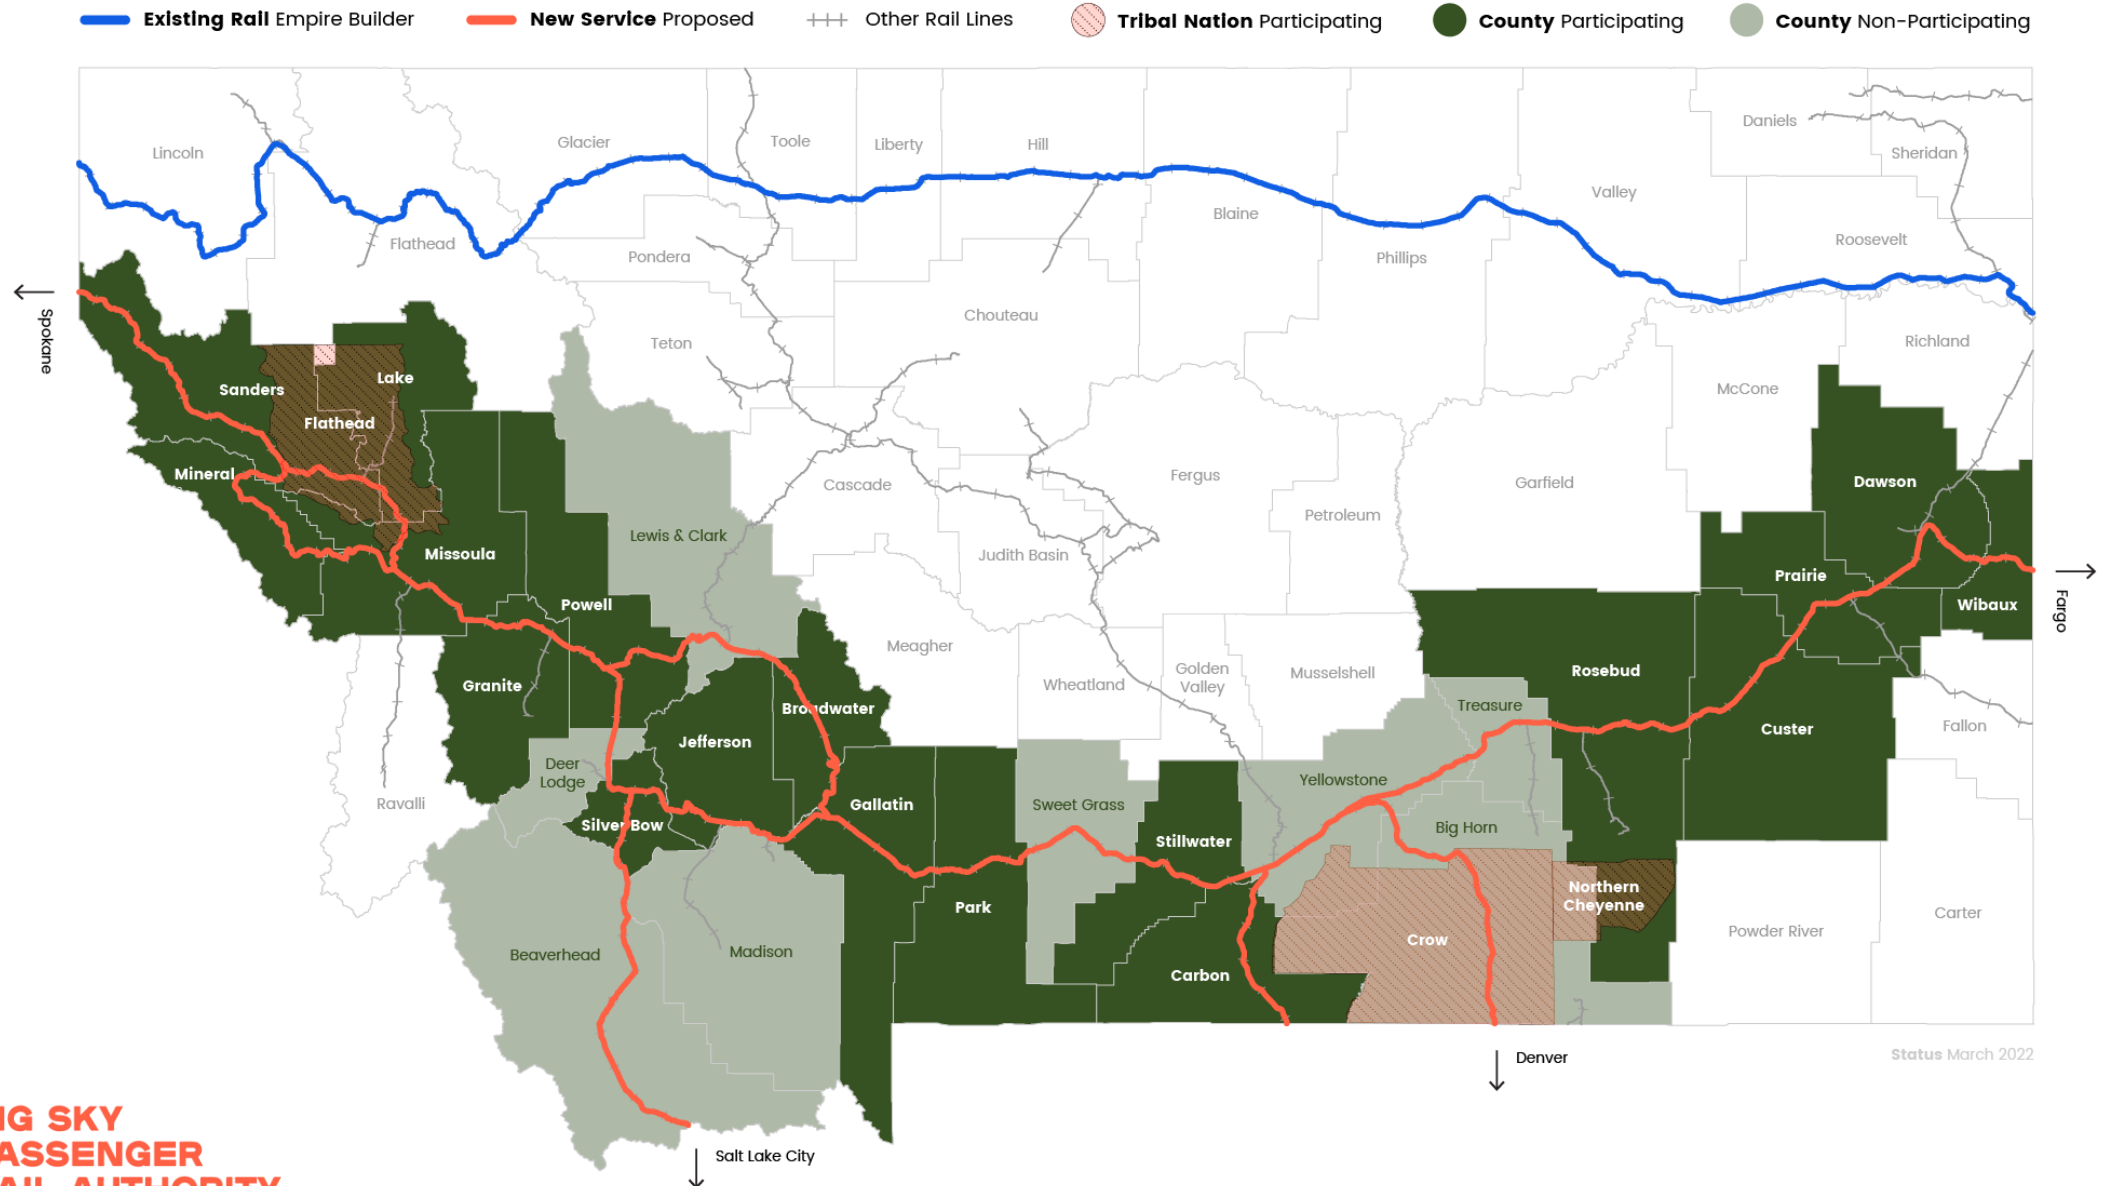 Existing Rail Empire Builder
New Service Proposed
Other Rail Lines
Tribal Nation Participating
County Participating
County Non-Participating
Lincoln
Glacier
Toole
Liberty
Hill
Daniels
Sheridan
Flathead
Pondera
Blaine
Valley
Phillips
Roosevelt
Spokane
Teton
Chouteau
McCone
Richland
Sanders
Lake
Flathead
Mineral
Missoula
Powell
Lewis & Clark
Cascade
Judith Basin
Fergus
Petroleum
Garfield
Dawson
Prairie
Wibaux
Fargo
Granite
Meagher
Wheatland
Golden
Valley
Musselshell
Rosebud
Treasure
Custer
Fallon
Broadwater
Jefferson
Deer
Lodge
Ravalli
Silver Bow
Gallatin
Sweet Grass
Stillwater
Yellowstone
Big Horn
Northern
Cheyenne
Park
Beaverhead
Madison
Carbon
Crow
Powder River
Carter
Status March 2022
Denver
Salt Lake City
IG SKY
ASSENGER
AIL AUTHORITY